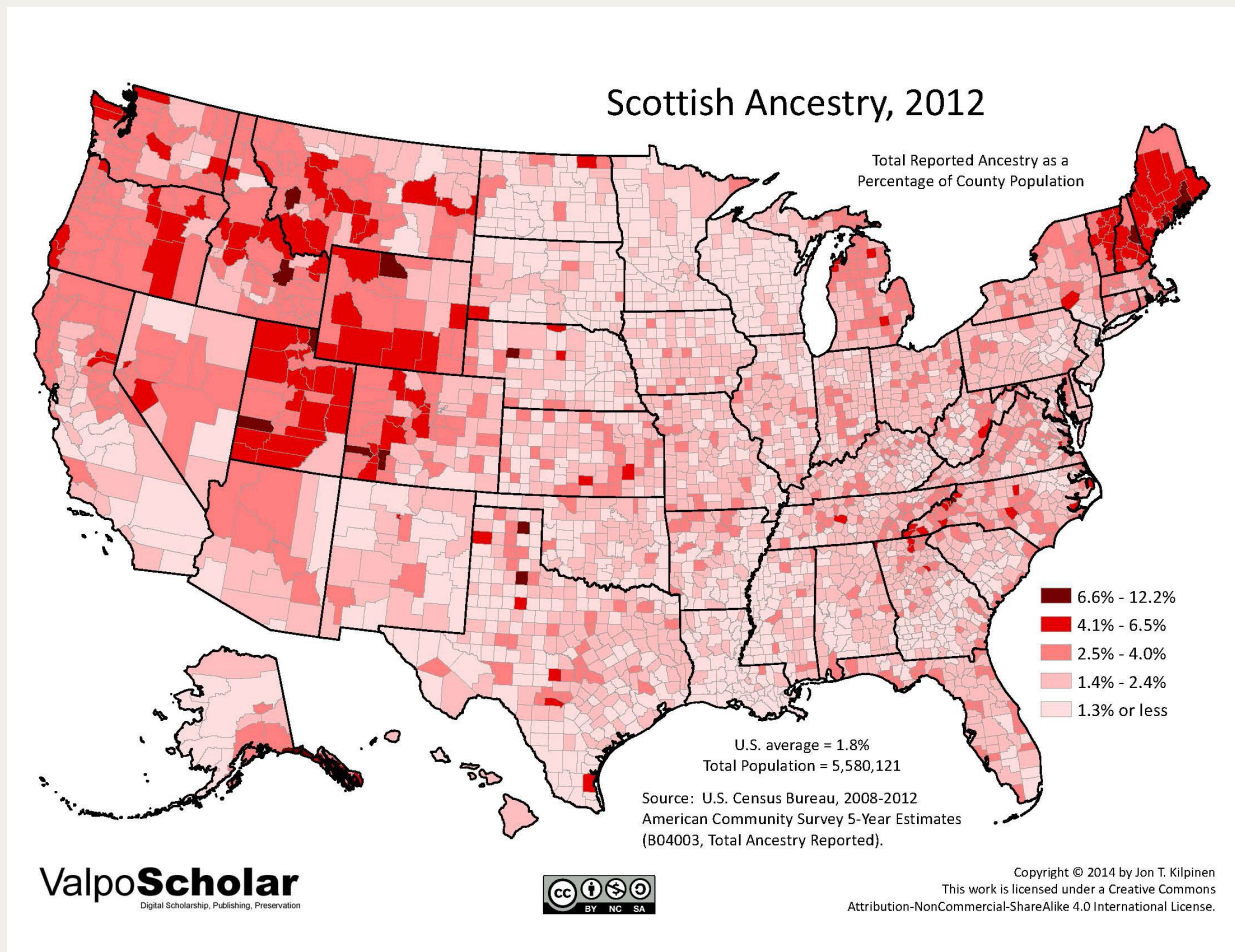 Scottish Ancestry, 2012
Total Reported Ancestry as a
Percentage of County Population
6.6% - 12.2%
4.1% - 6.5%
2.5% - 4.0%
1.4% - 2.4%
1.3% or less
U.S. average = 1.8%
Total Population = 5,580,121
Source: U.S. Census Bureau, 2008-2012
American Community Survey 5-Year Estimates
(B04003, Total Ancestry Reported).
ValpoScholar
Digital Scholarship, Publishing, Preservation
cc
BY NC SA
Copyright © 2014 by Jon T. Kilpinen
This work is licensed under a Creative Commons
Attribution-NonCommercial-ShareAlike 4.0 International License.